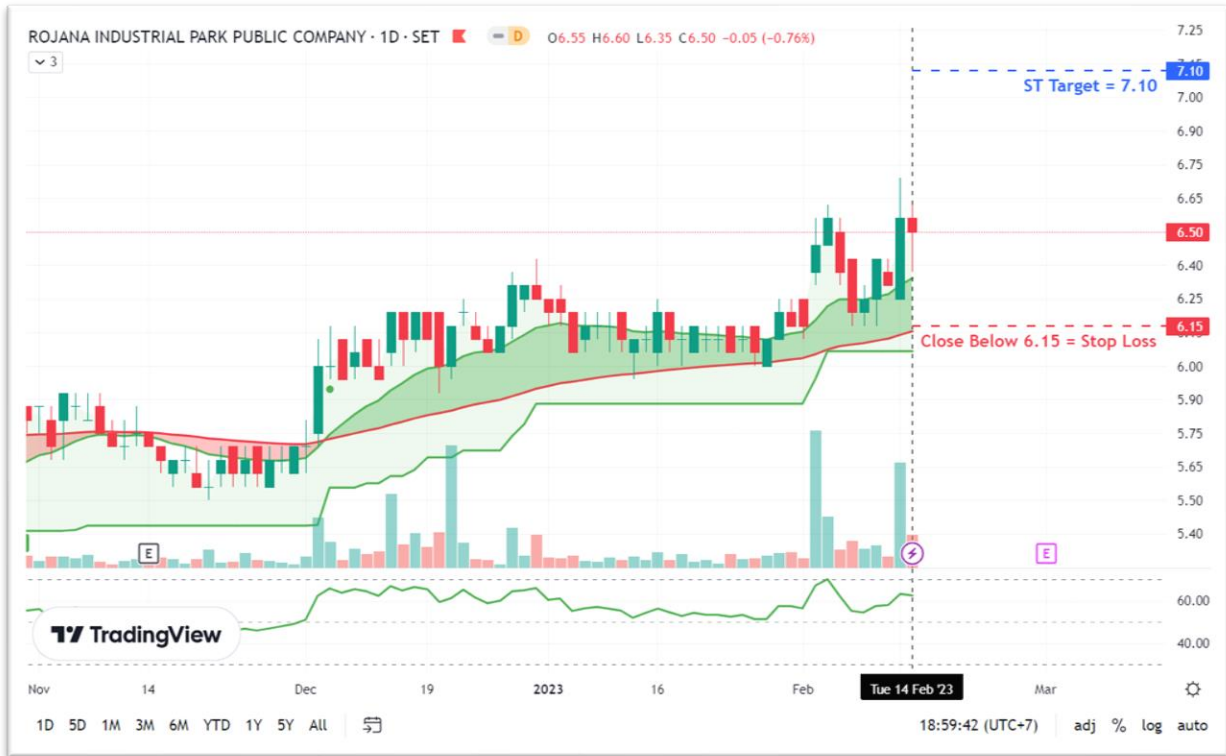 ROJANA INDUSTRIAL PARK PUBLIC COMPANY · 1D · SET D O6.55 H6.60 L6.35 C6.50 −0.05 (−0.76%)
3
7.25
7.10
ST Target = 7.10
7.00
6.90
6.75
6.65
6.50
6.40
6.25
6.15
Close Below 6.15 = Stop Loss
6.00
5.90
5.75
5.65
5.50
5.40
E E
60.00
40.00
TradingView
Nov 14 Dec 19 2023 16 Feb Tue 14 Feb '23 Mar
1D 5D 1M 3M 6M YTD 1Y 5Y All 18:59:42 (UTC+7) adj % log auto